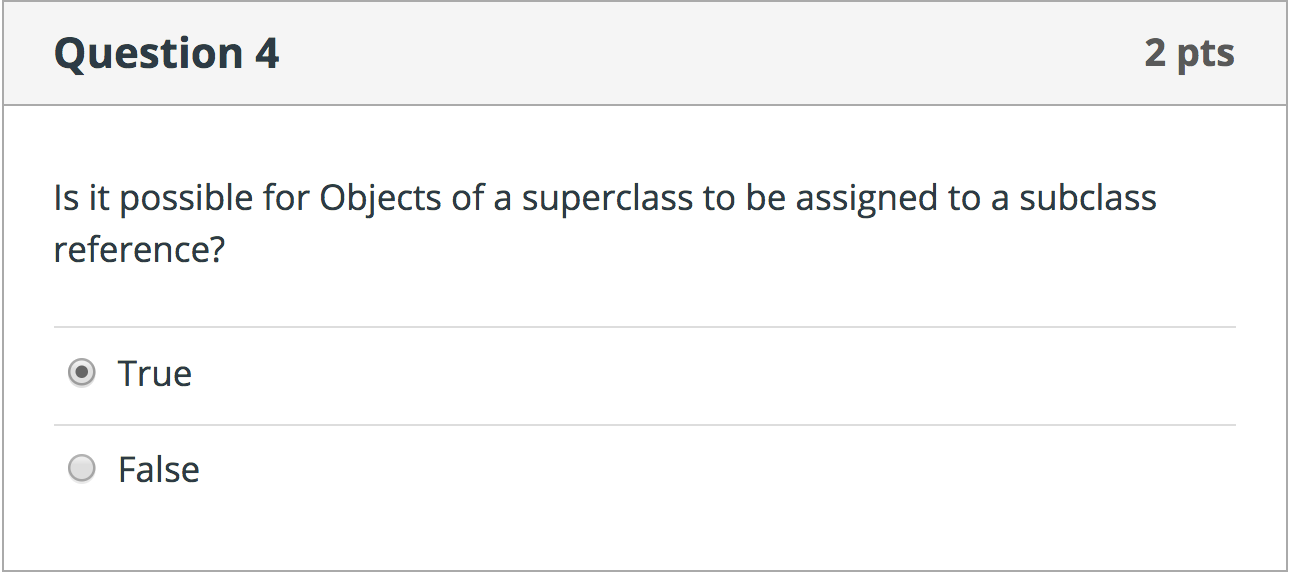 Question 4
2 pts
Is it possible for Objects of a superclass to be assigned to a subclass
reference?
True
False